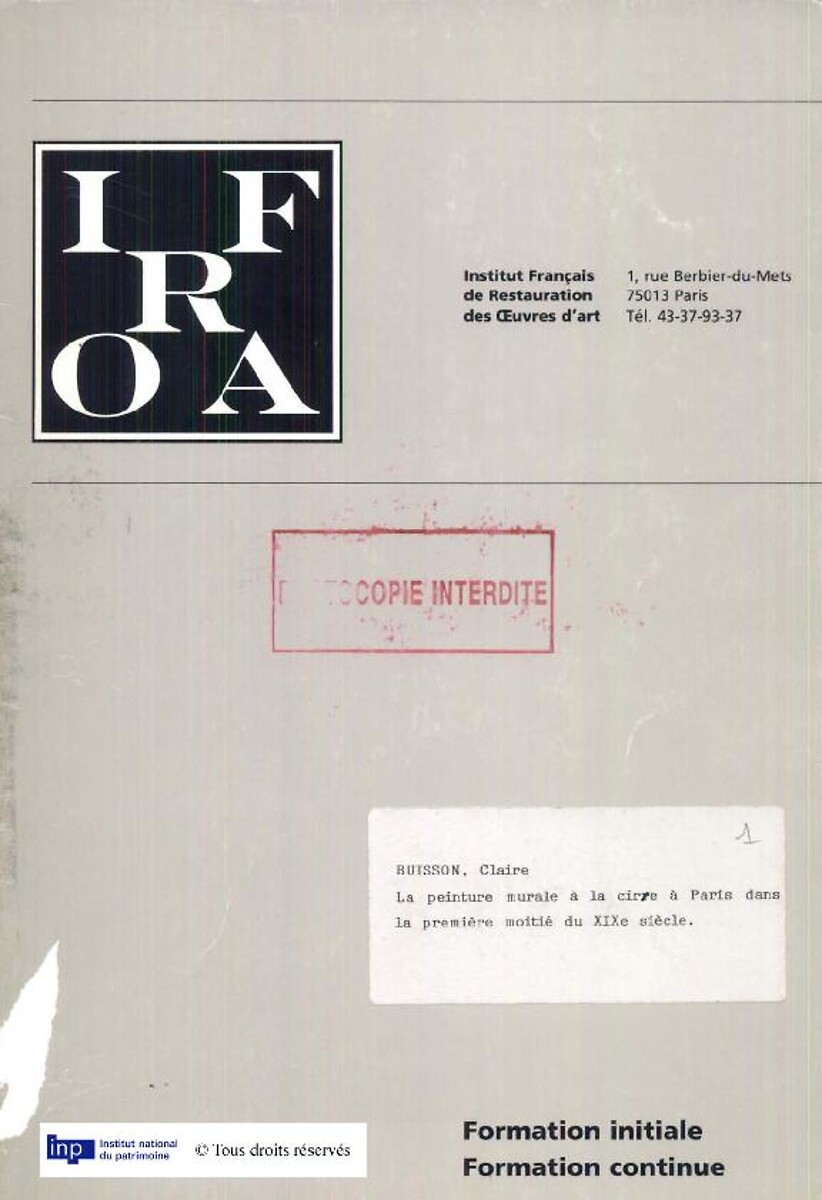 I F
R
O A
Institut Français
de Restauration
des Œuvres d'art
1, rue Berbier-du-Mets
75013 Paris
Tél. 43-37-93-37
COPIE INTERDITE
1
BUISSON, Claire
La peinture murale à la cirre à Paris dans
la première moitié du XIXe siècle.
inp Institut national
du patrimoine
© Tous droits réservés
Formation initiale
Formation continue